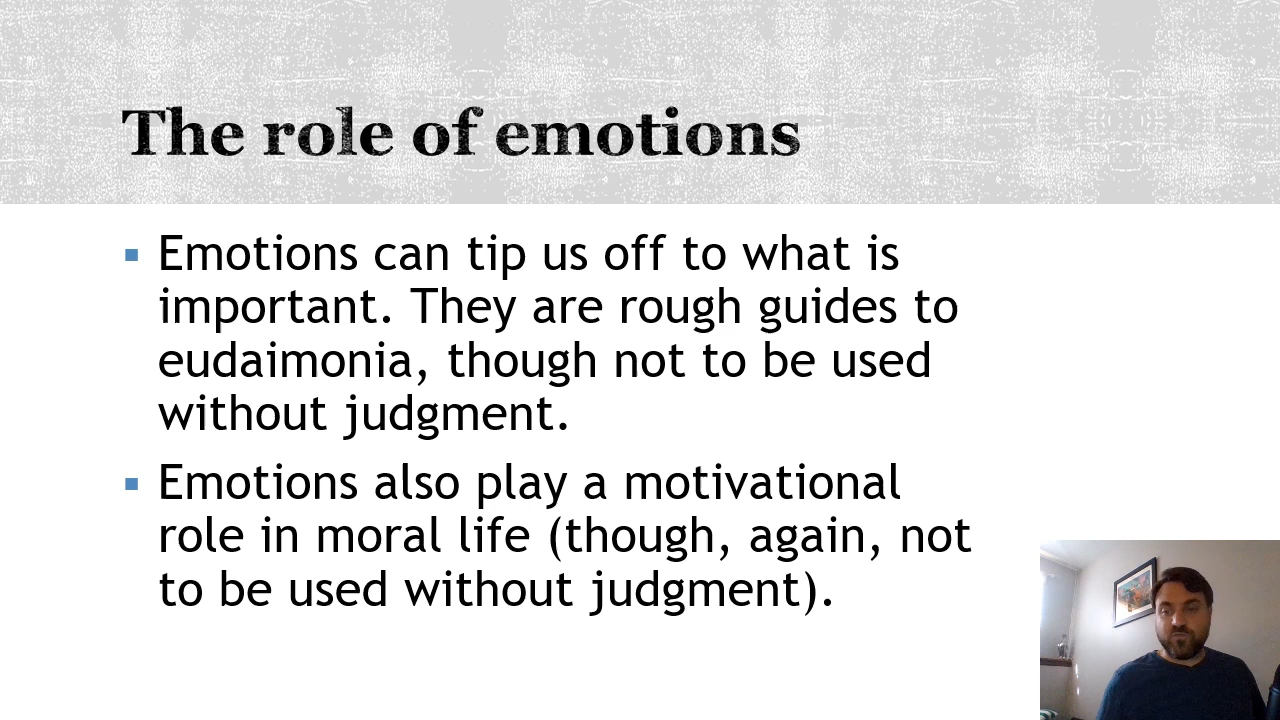 The role of emotions
▪ Emotions can tip us off to what is
important. They are rough guides to
eudaimonia, though not to be used
without judgment.
▪ Emotions also play a motivational
role in moral life (though, again, not
to be used without judgment).